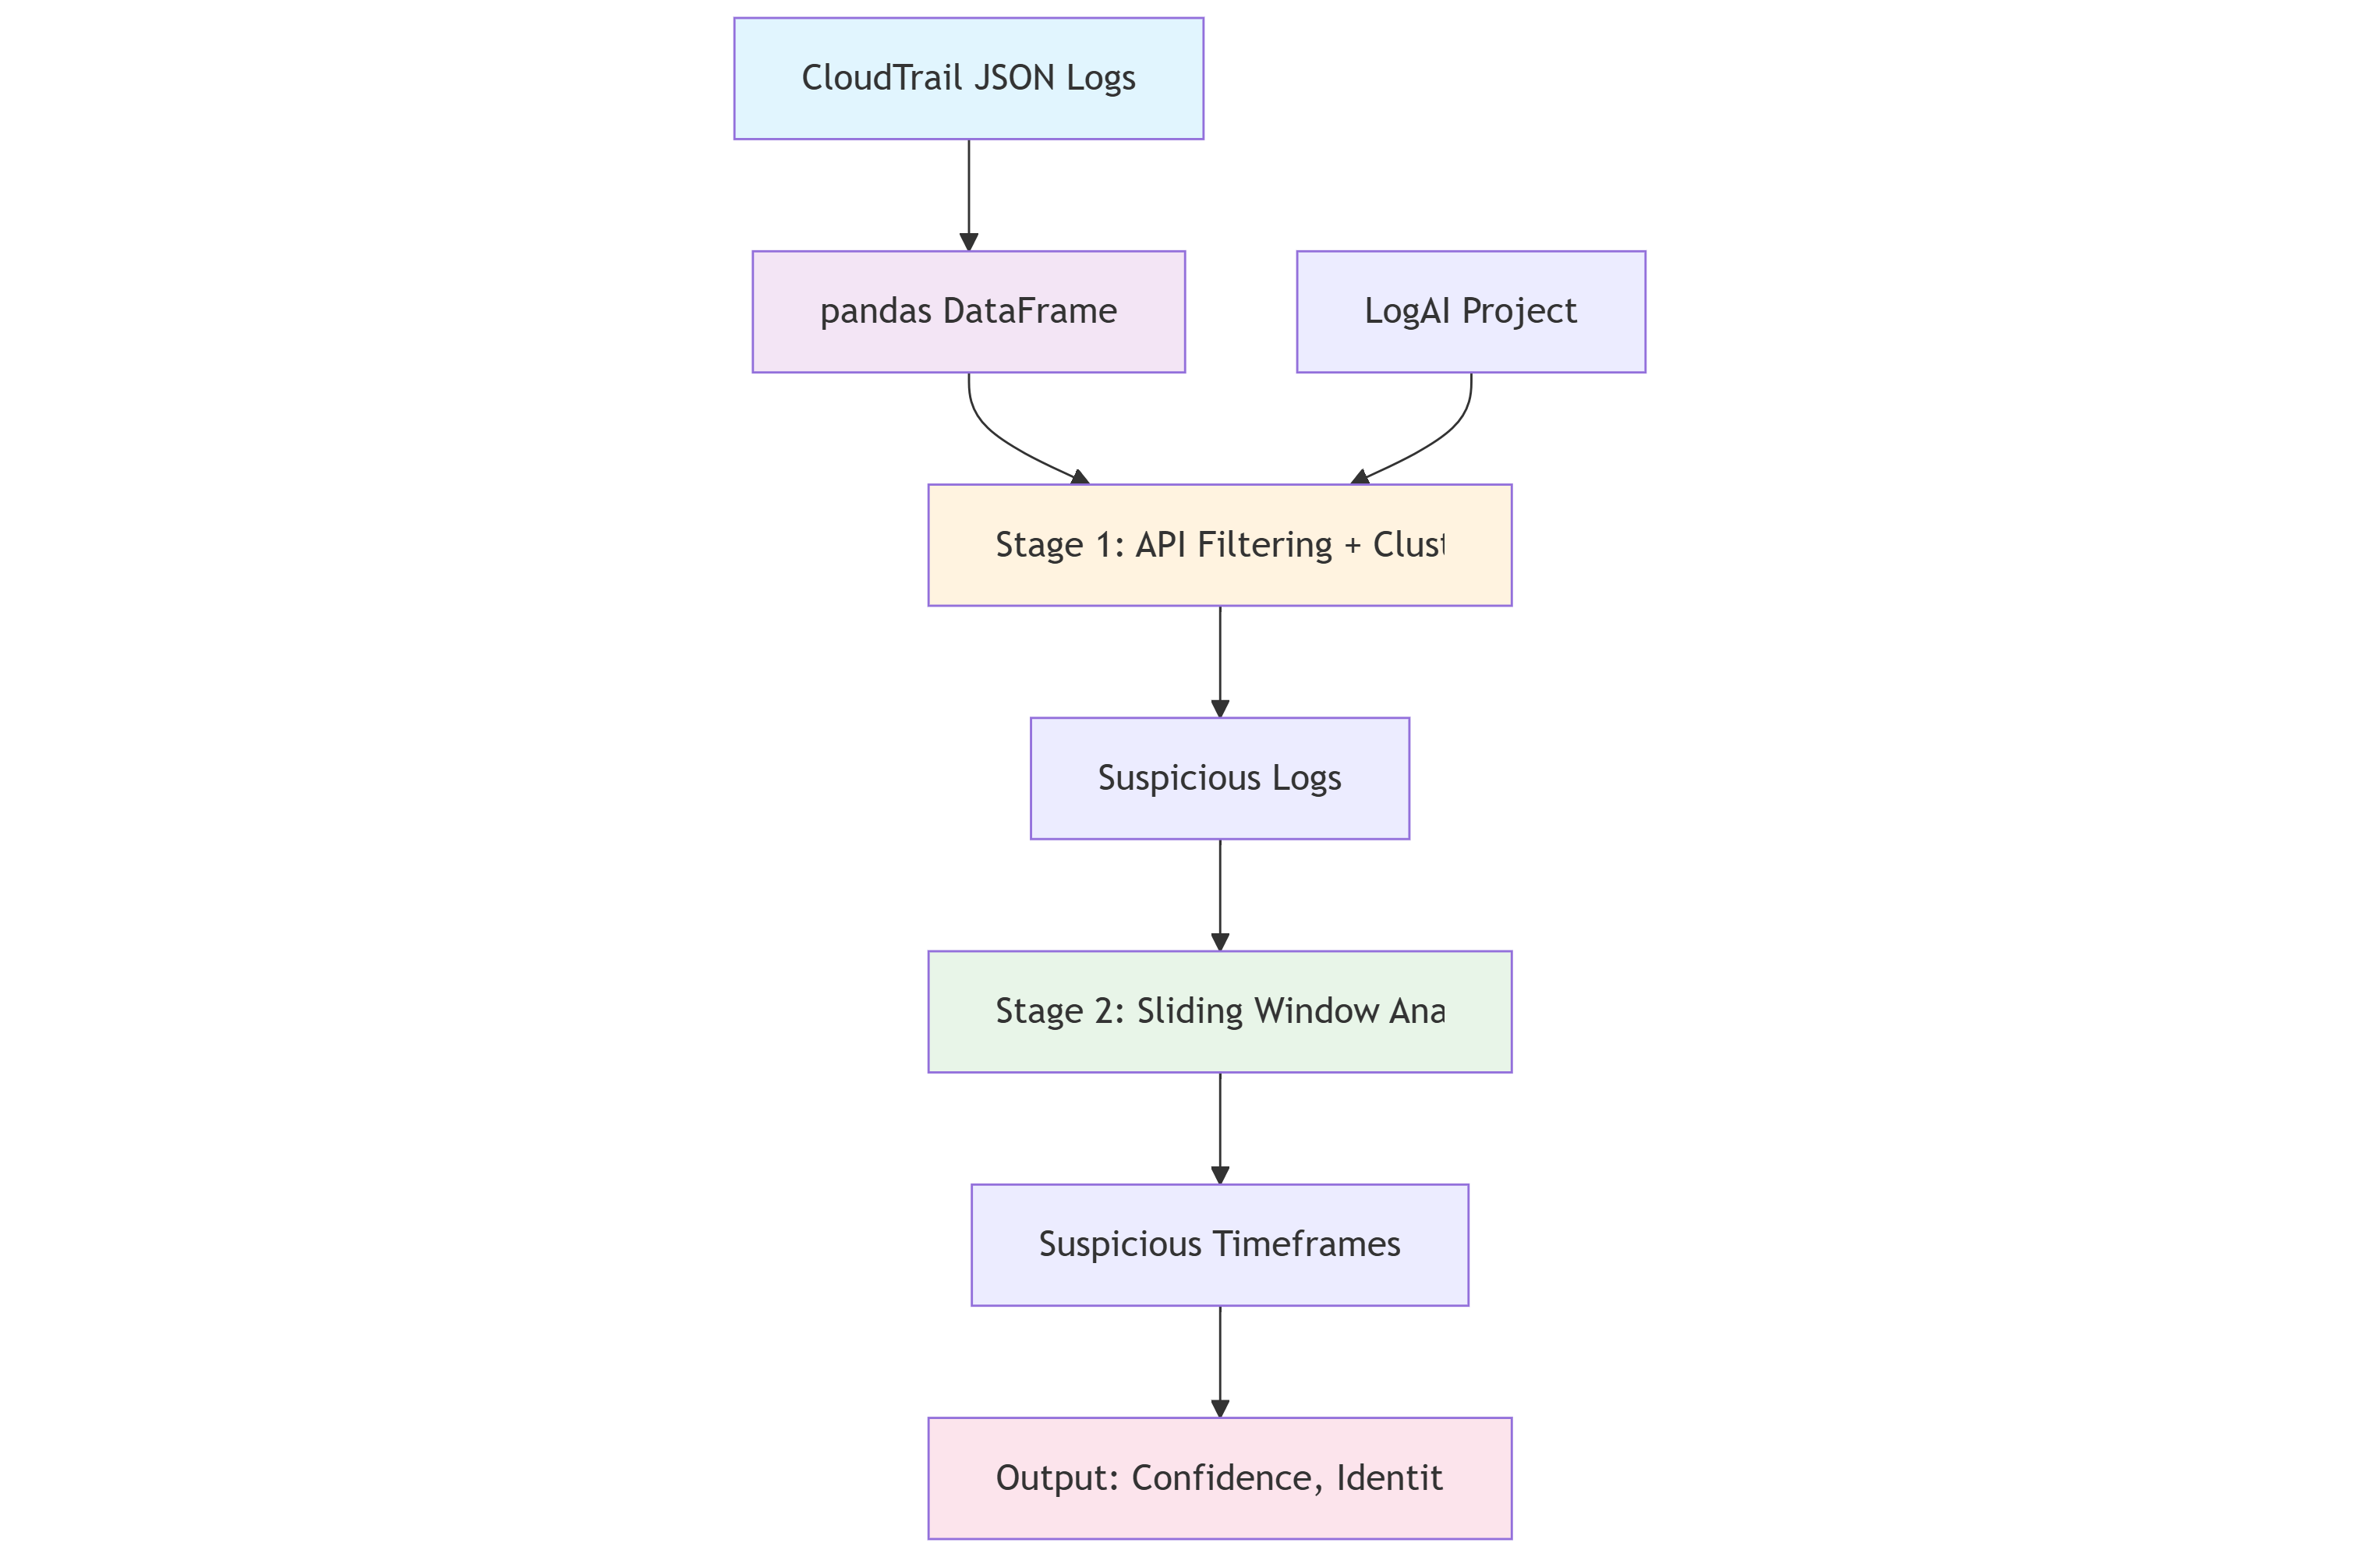 CloudTrail JSON Logs
pandas DataFrame
LogAI Project
Stage 1: API Filtering + Clust
Suspicious Logs
Stage 2: Sliding Window Ana
Suspicious Timeframes
Output: Confidence, Identit